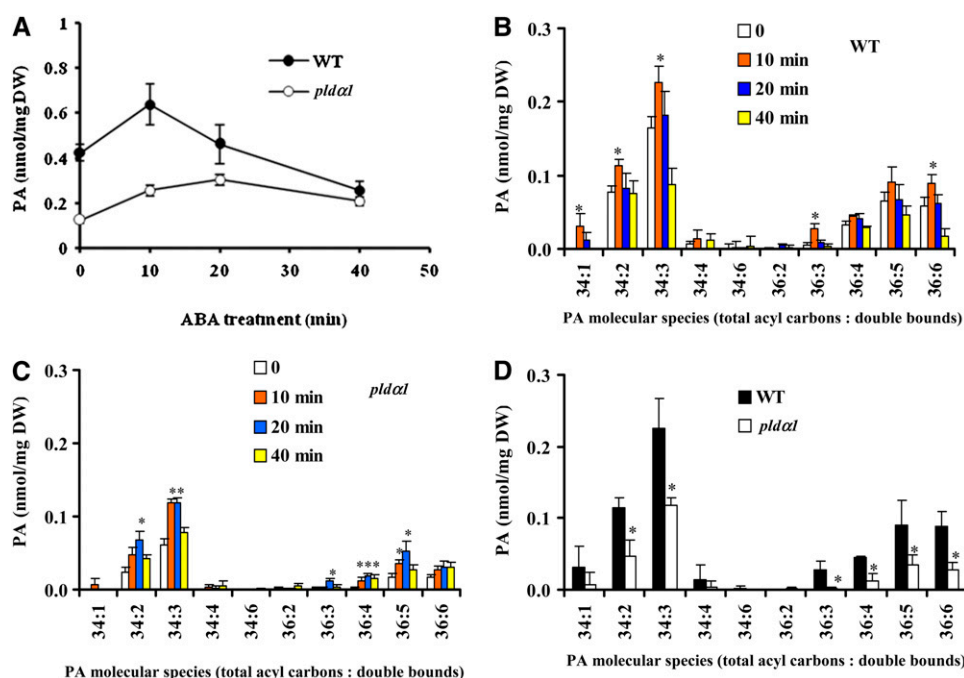 A
PA (nmol/mg DW)
1
0.8
0.6
0.4
0.2
0
0 10 20 30 40 50
ABA treatment (min)
WT
pldα1
B
PA (nmol/mg DW)
0.3
0.2
0.1
0.0
WT
0
10 min
20 min
40 min
* * * * *
34:1 34:2 34:3 34:4 34:6 36:2 36:3 36:4 36:5 36:6
PA molecular species (total acyl carbons : double bounds)
C
PA (nmol/mg DW)
0.3
0.2
0.1
0.0
pldα1
0
10 min
20 min
40 min
* ** * *** * *
34:1 34:2 34:3 34:4 34:6 36:2 36:3 36:4 36:5 36:6
PA molecular species (total acyl carbons : double bounds)
D
PA (nmol/mg DW)
0.3
0.2
0.1
0.0
WT
pldα1
* * * * * *
34:1 34:2 34:3 34:4 34:6 36:2 36:3 36:4 36:5 36:6
PA molecular species (total acyl carbons : double bounds)